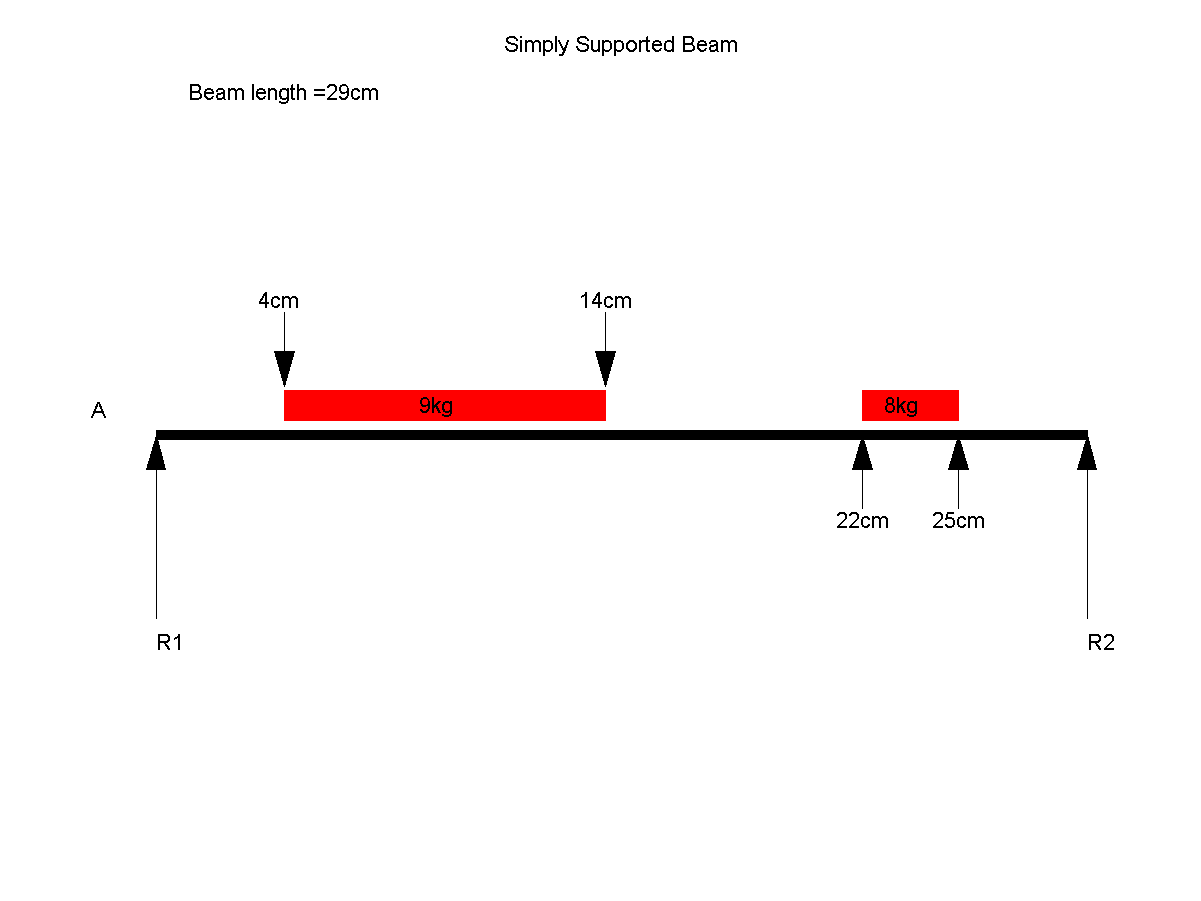 Simply Supported Beam
Beam length =29cm
4cm
14cm
A
9kg
8kg
22cm
25cm
R1
R2